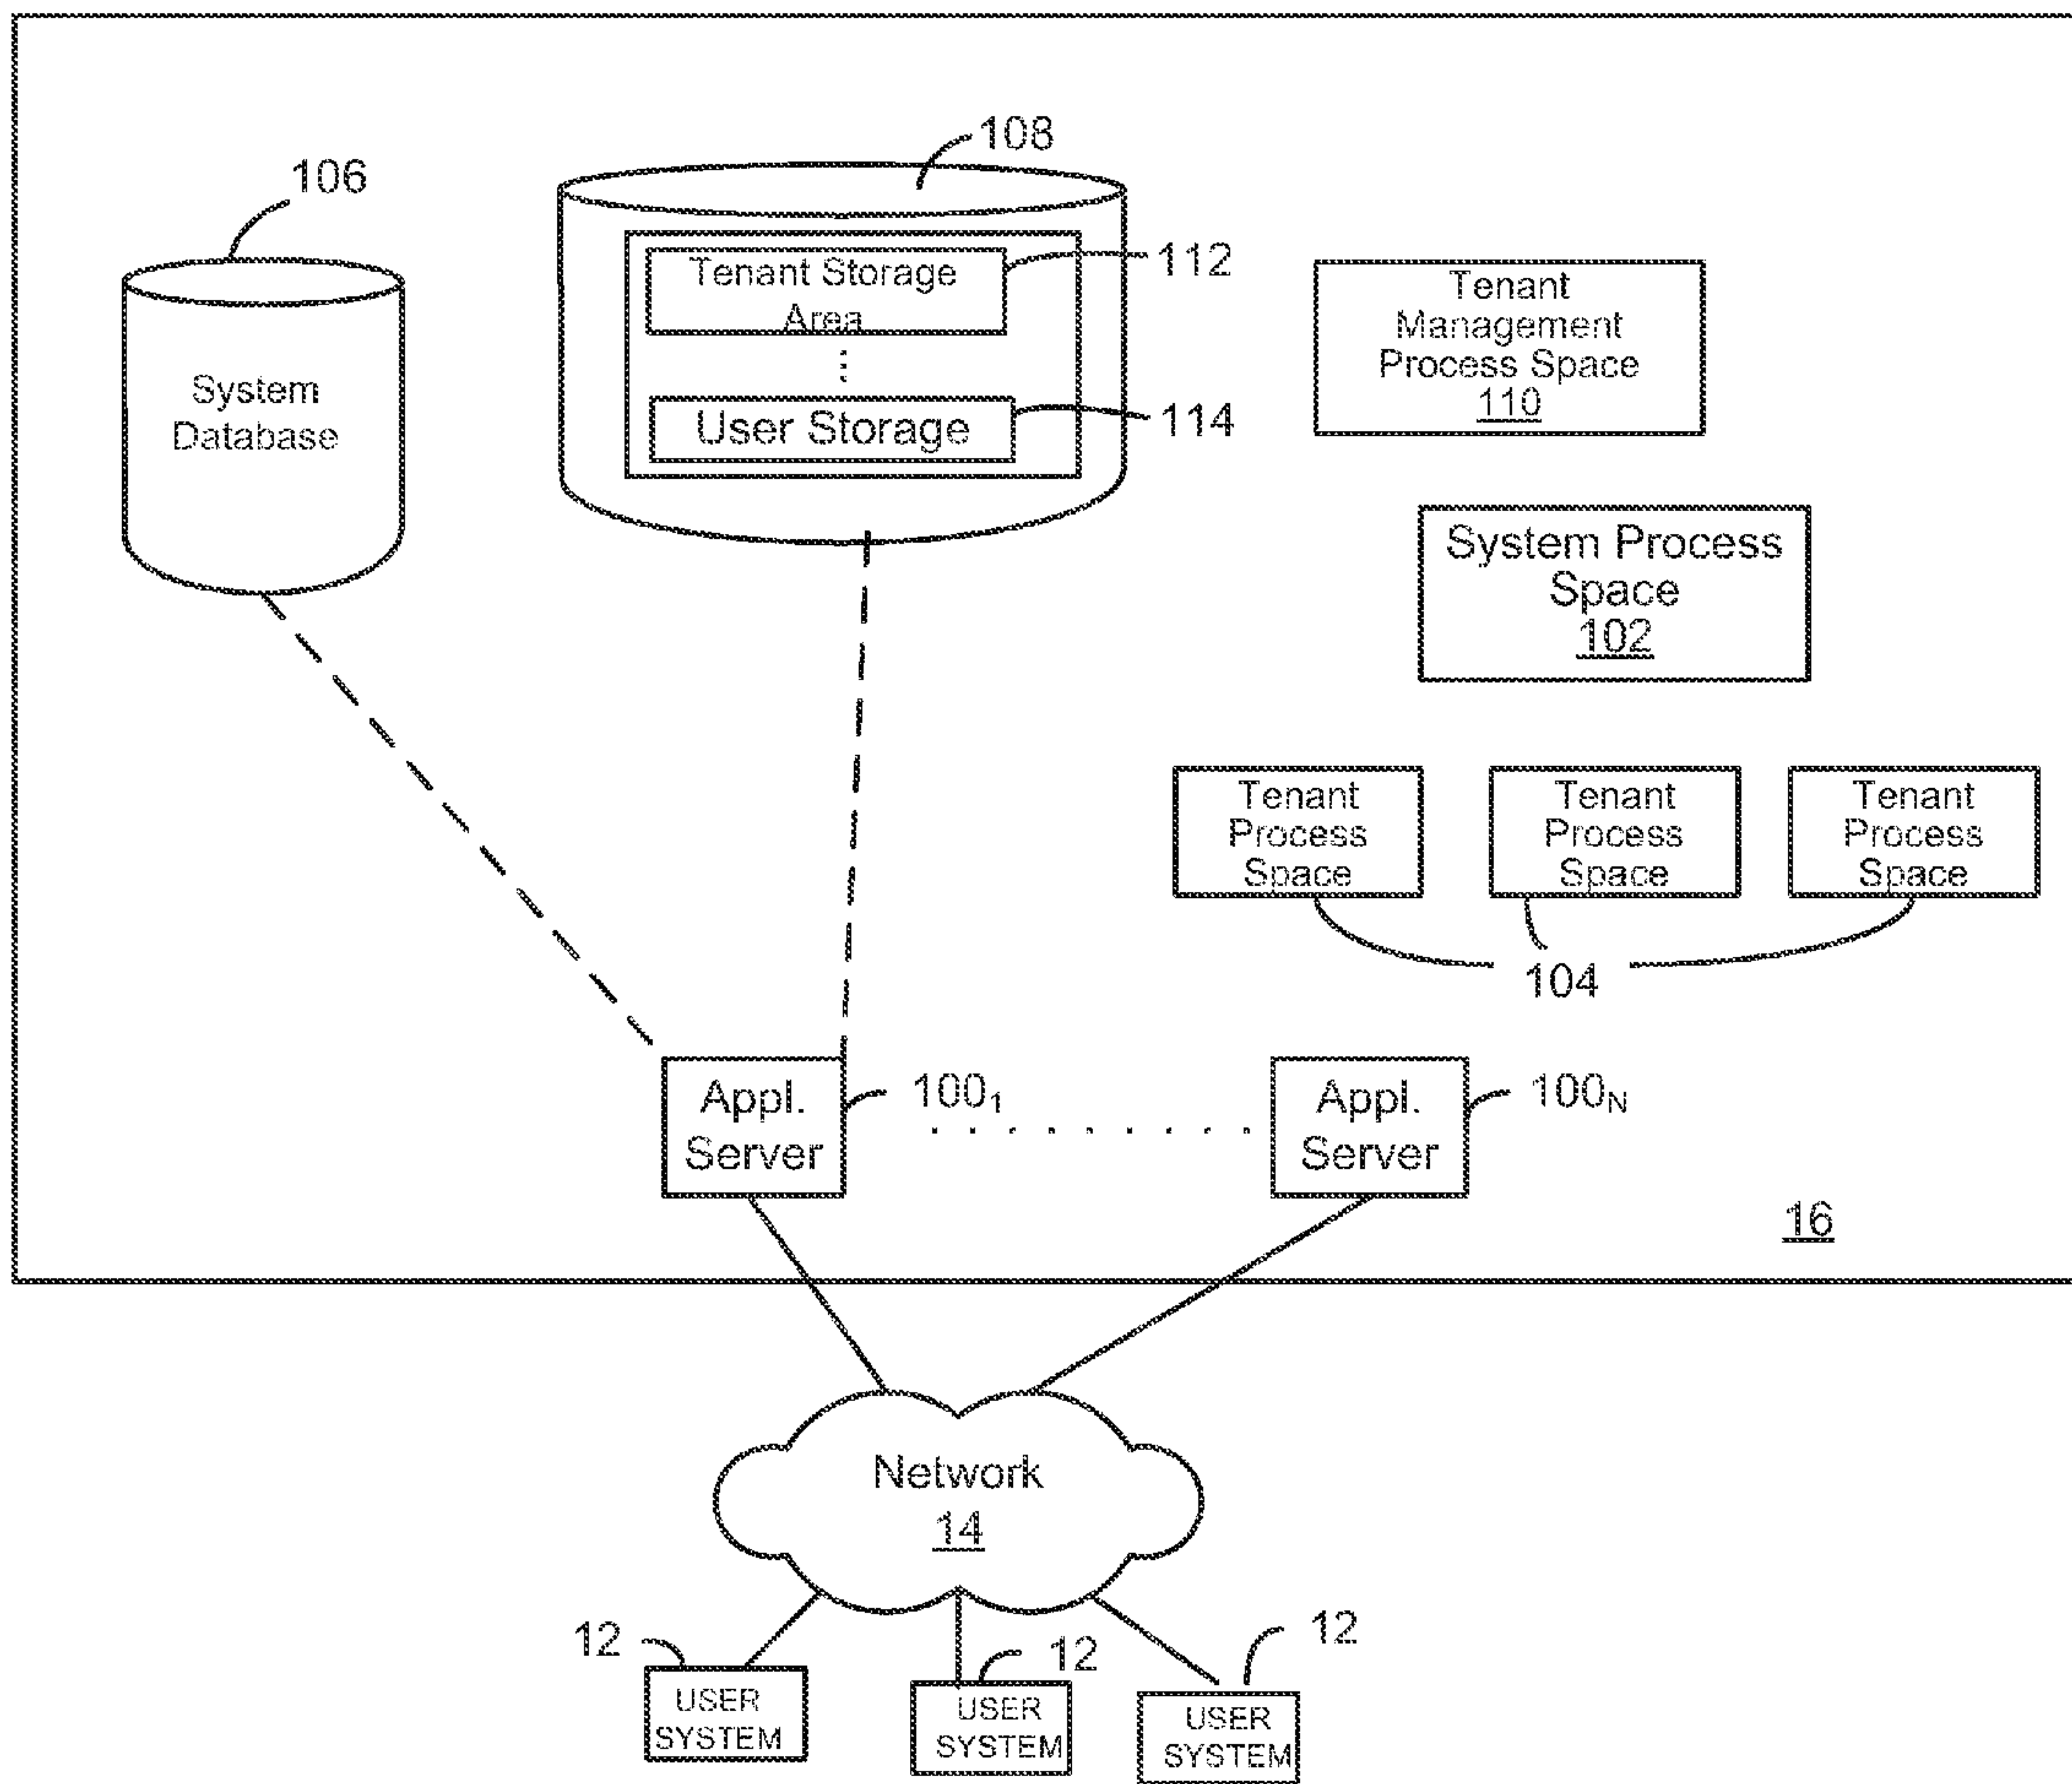 108
106
Tenant Storage
Area
112
System
Database
User Storage
114
Tenant
Management
Process Space
110
System Process
Space
102
Tenant
Process
Space
Tenant
Process
Space
Tenant
Process
Space
104
Appl.
Server
100₁
Appl.
Server
100N
16
Network
14
12
USER
SYSTEM
12
USER
SYSTEM
12
USER
SYSTEM